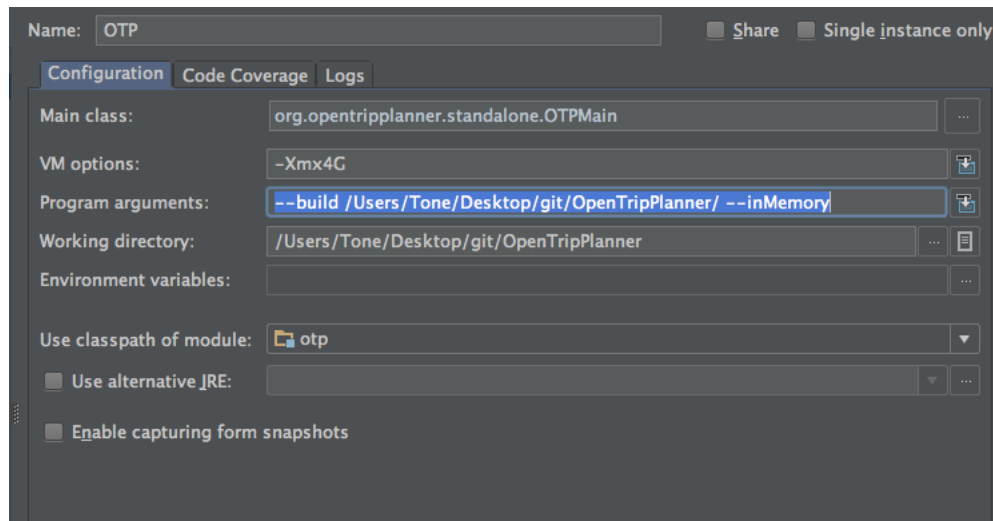 Name: OTP Share Single instance only
Configuration Code Coverage Logs
Main class: org.opentripplanner.standalone.OTPMain ...
VM options: -Xmx4G
Program arguments: --build /Users/Tone/Desktop/git/OpenTripPlanner/ --inMemory
Working directory: /Users/Tone/Desktop/git/OpenTripPlanner ...
Environment variables: ...
Use classpath of module: otp
Use alternative JRE: ...
Enable capturing form snapshots